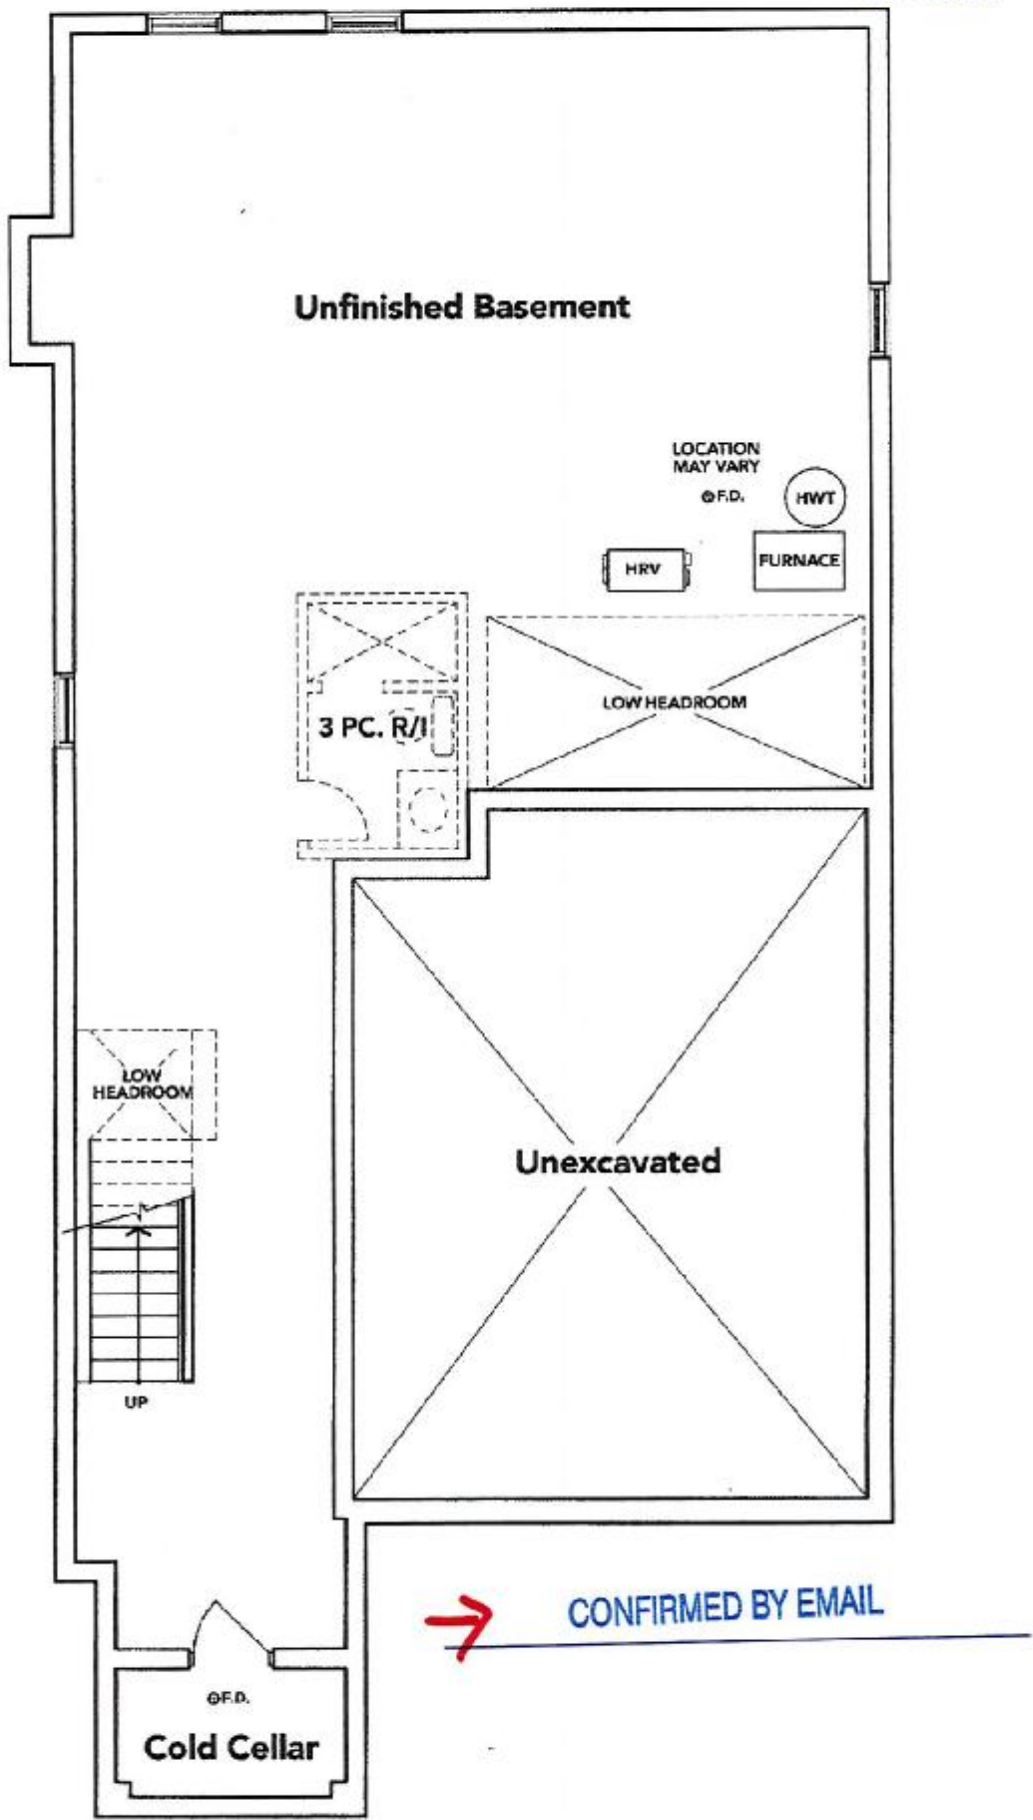 Unfinished Basement
LOCATION
MAY VARY
F.D.
HWT
HRV
FURNACE
LOW HEADROOM
3 PC. R/I
LOW
HEADROOM
Unexcavated
UP
CONFIRMED BY EMAIL
F.D.
Cold Cellar